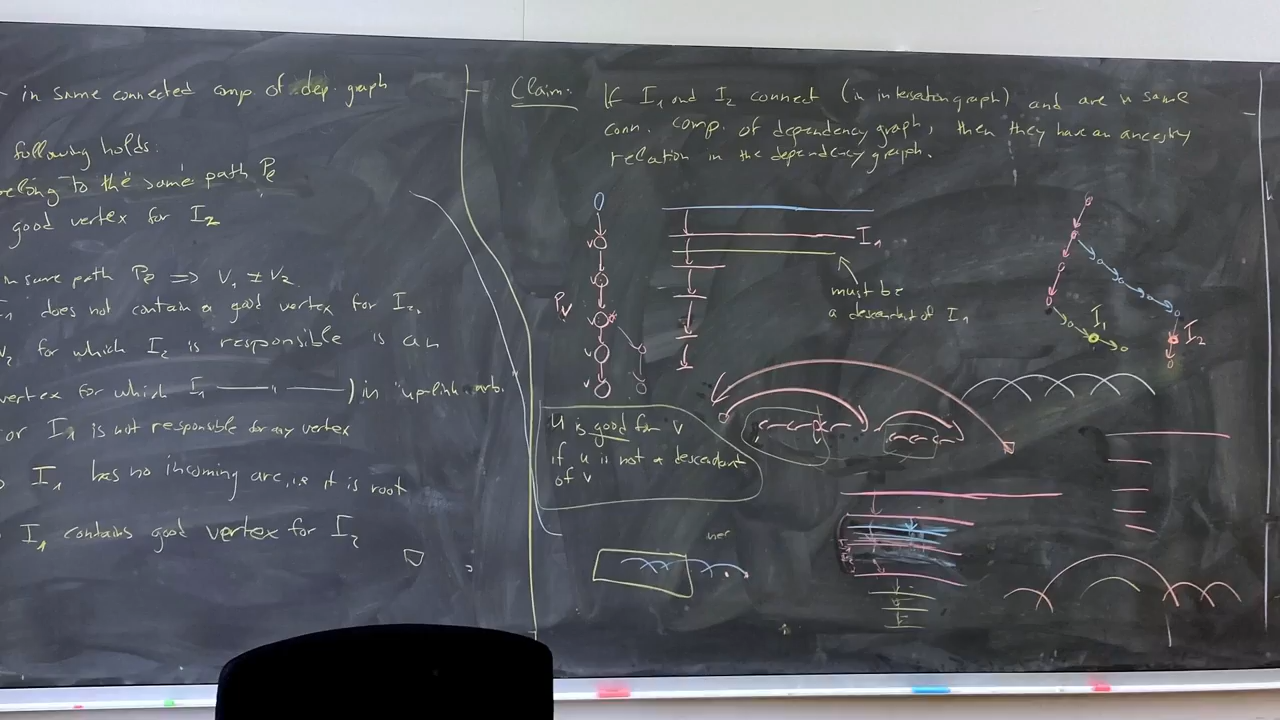 in same connected comp. of dep. graph
following holds:
belong to the same path Pe
good vertex for I₂
in same path Pe ⟹ V₁ ± V₂
does not contain a good vertex for I₂.
for which I₂ is responsible is an
vertex for which I₁ —— " ——) in "up-link arb.
or I₁ is not responsible for any vertex
I₁ has no incoming arc, i.e. it is root
I₁ contains good vertex for I₂
Claim: If I₁ and I₂ connect (in intersection graph) and are in same
conn. comp. of dependency graph, then they have an ancestry
relation in the dependency graph.
v
Pv
v
v
I₁
must be
a descendant of I₁
I₁
I₂
u is good for v
if u is not a descendant
of v